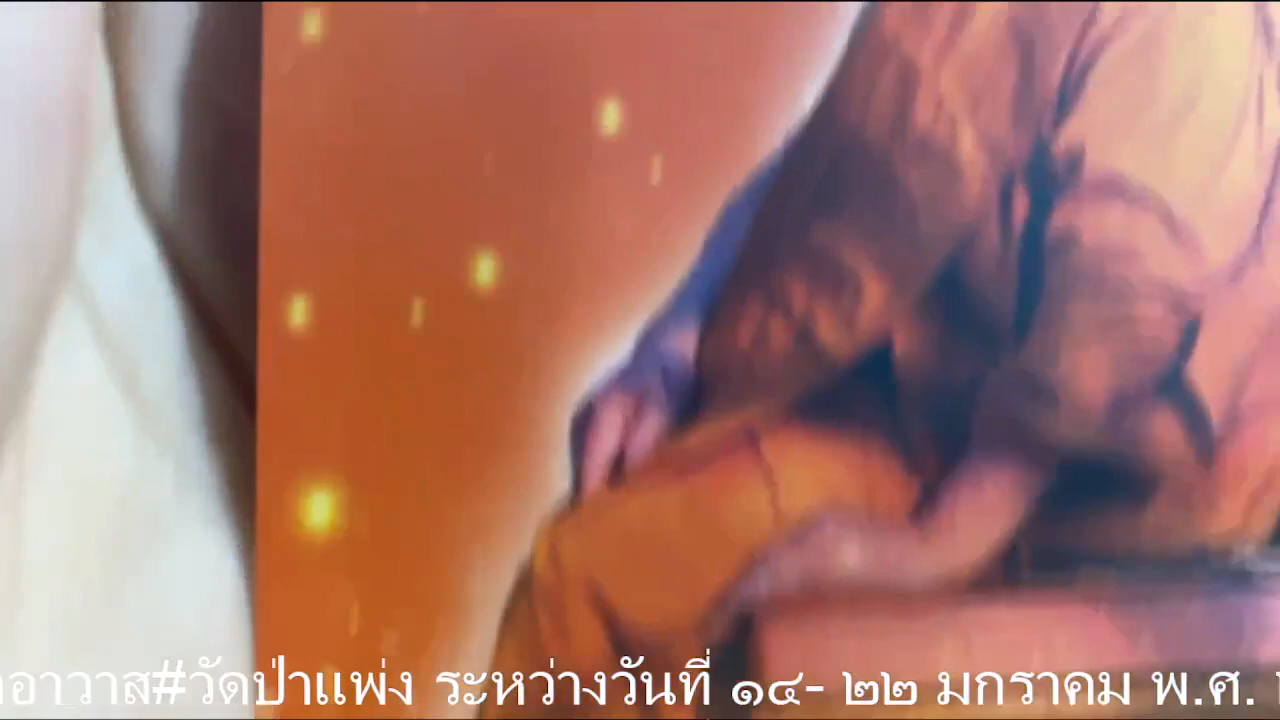 อาวาส#วัดป่าแพ่ง ระหว่างวันที่ ๑๔- ๒๒ มกราคม พ.ศ.